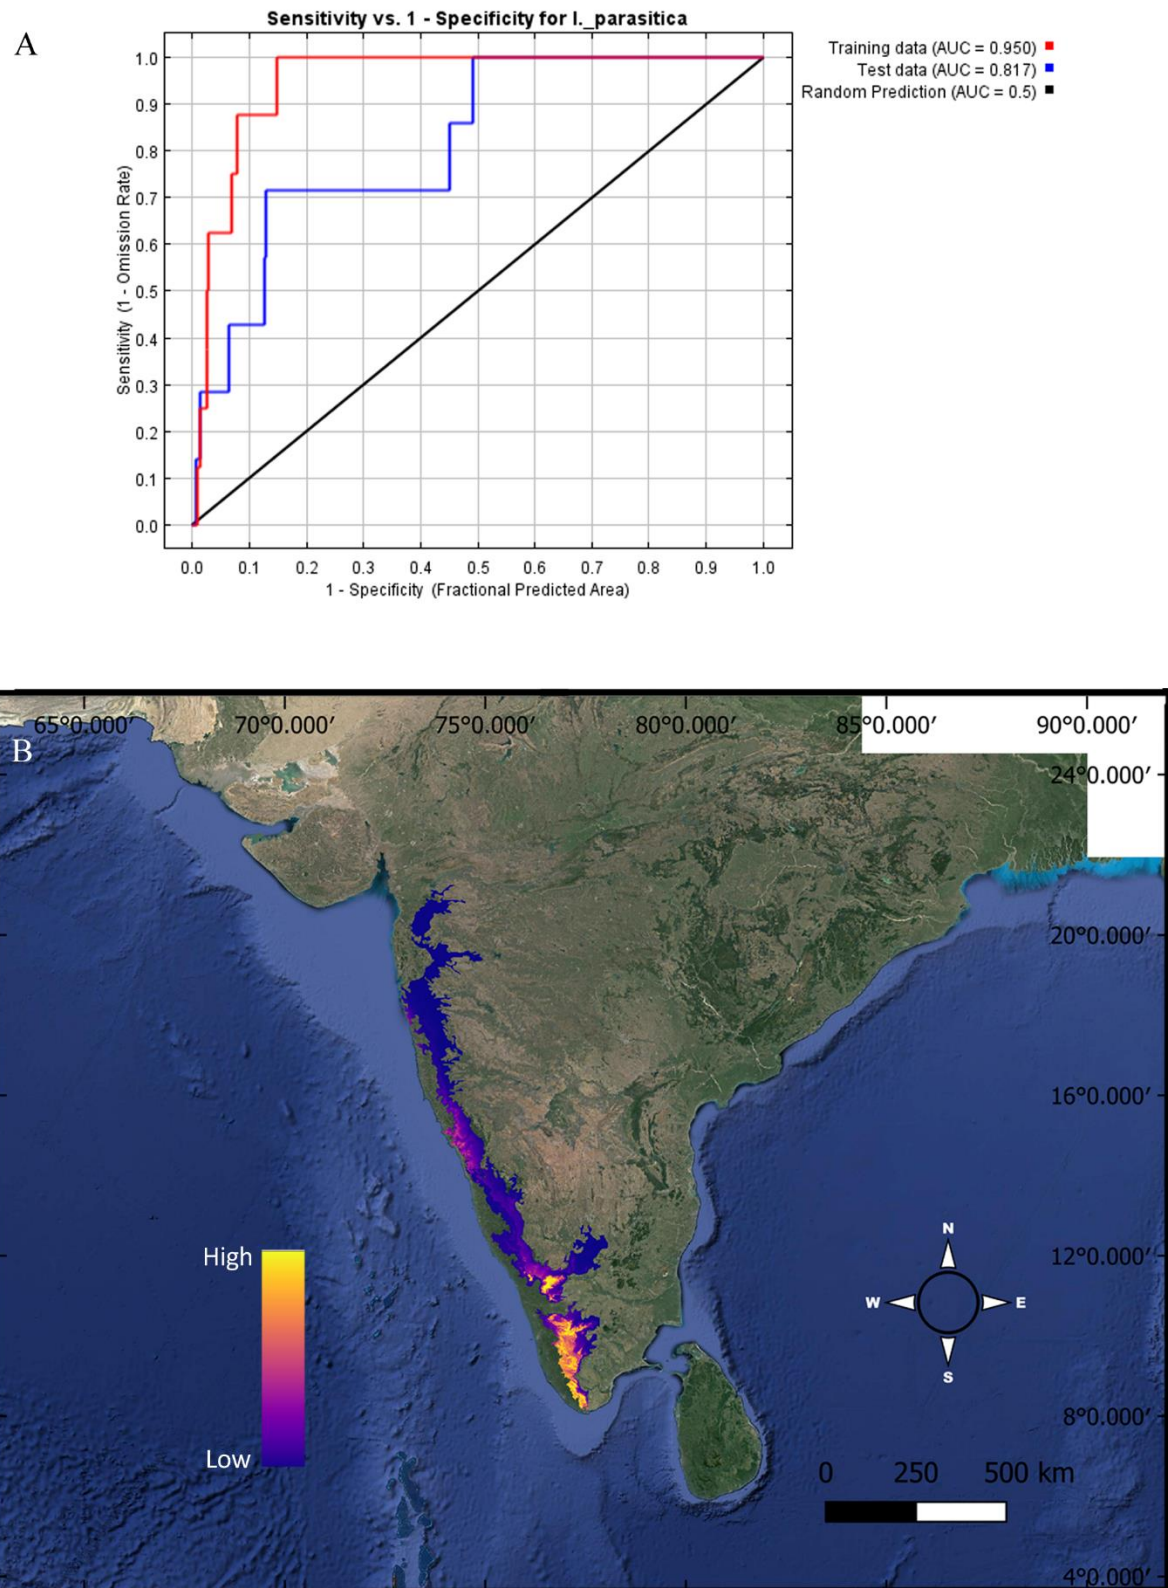 A
Sensitivity vs. 1 - Specificity for I._parasitica
Training data (AUC = 0.950)
Test data (AUC = 0.817)
Random Prediction (AUC = 0.5)
Sensitivity (1 - Omission Rate)
1.0
0.9
0.8
0.7
0.6
0.5
0.4
0.3
0.2
0.1
0.0
0.0 0.1 0.2 0.3 0.4 0.5 0.6 0.7 0.8 0.9 1.0
1 - Specificity (Fractional Predicted Area)
B
65°0.000′ 70°0.000′ 75°0.000′ 80°0.000′ 85°0.000′ 90°0.000′
24°0.000′
20°0.000′
16°0.000′
12°0.000′
8°0.000′
4°0.000′
High
Low
N
W E
S
0 250 500 km